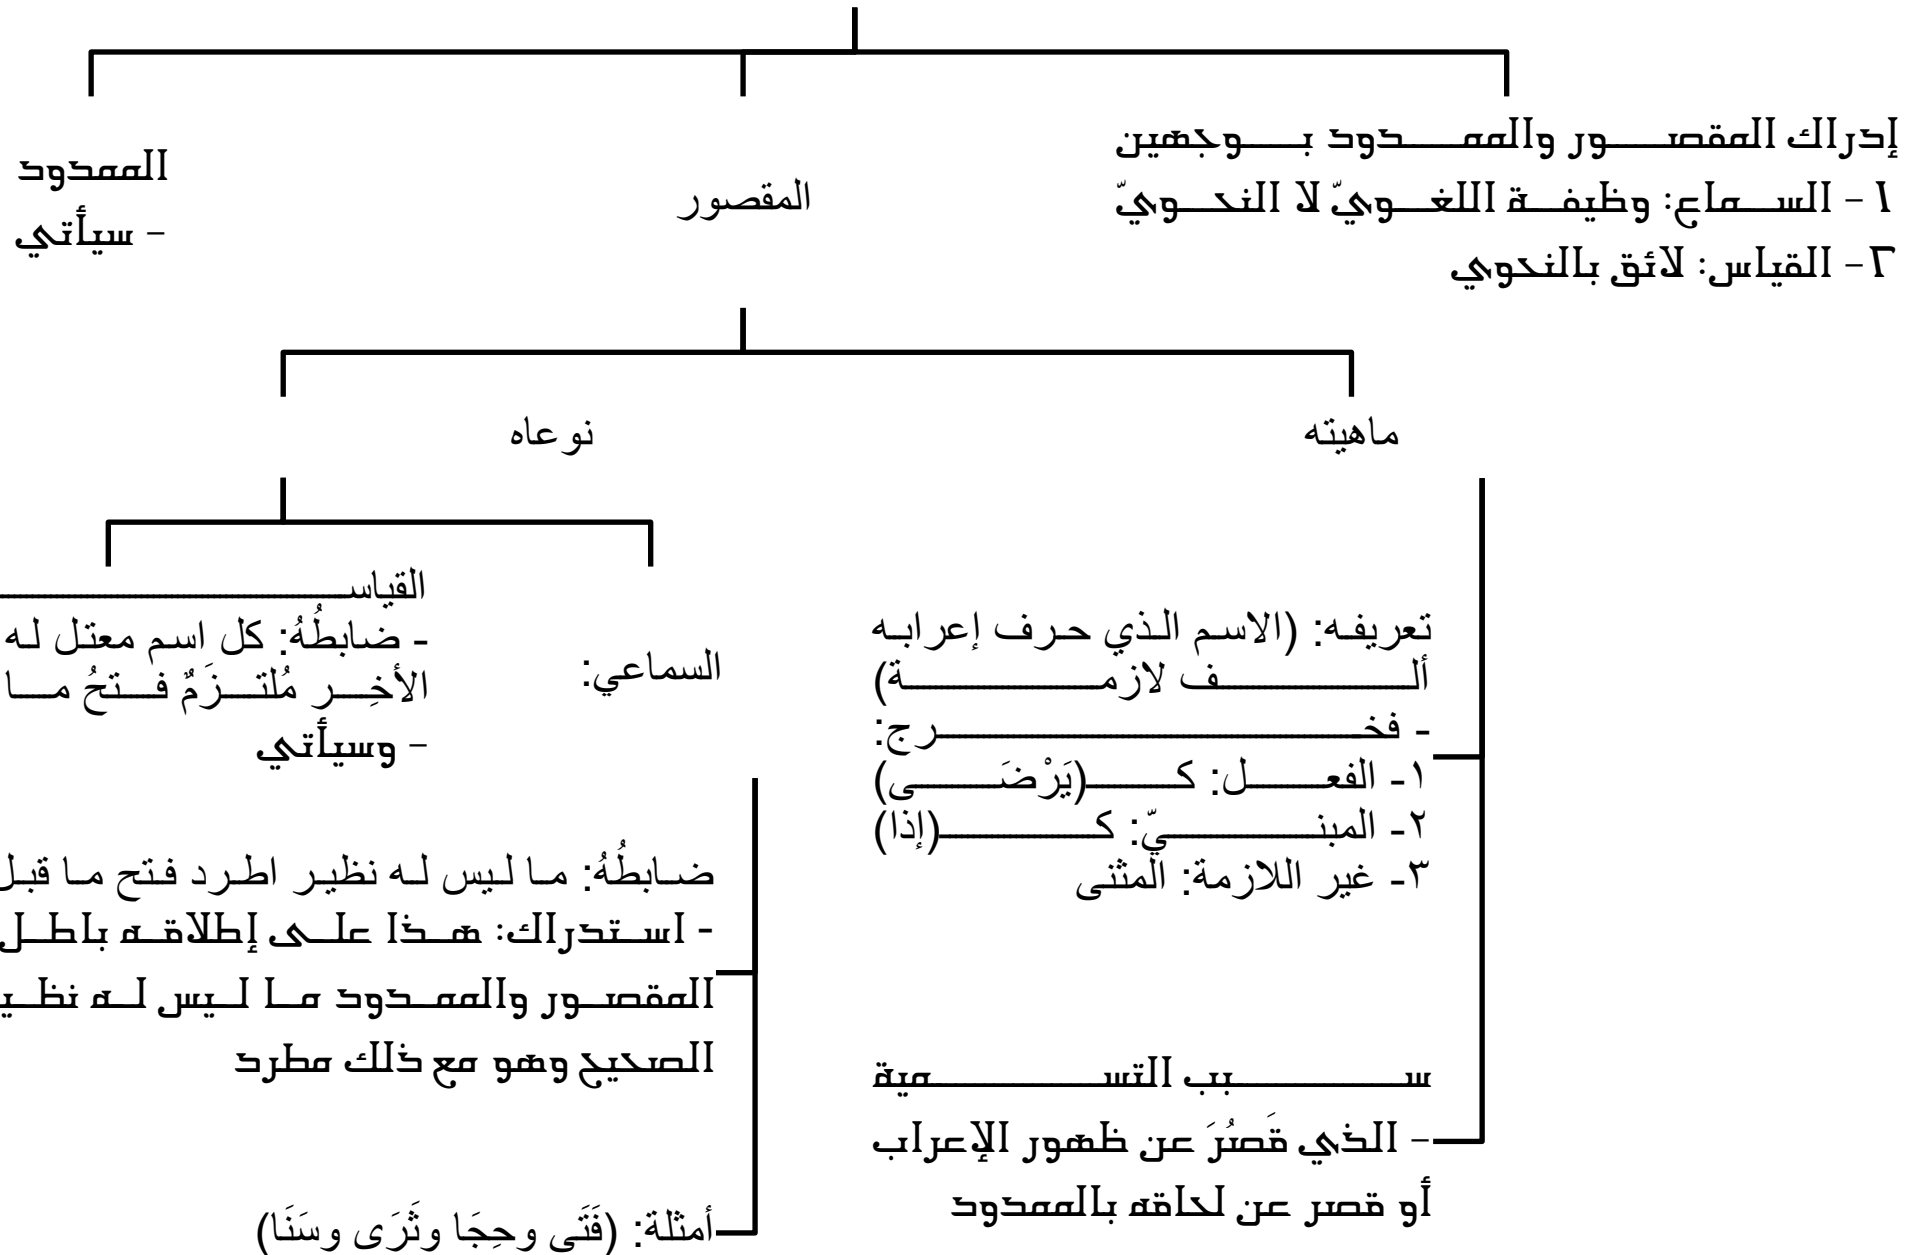 إدراك المقصور والممدود بوجهين
١- السماع: وظيفة اللغويّ لا النحويّ
٢- القياس: لائق بالنحوي
المقصور
الممدود
- سيأتي
ماهيته
نوعاه
تعريفه: (الاسم الذي حرف إعرابه
ألف لازمة)
- فخرج:
١- الفعل: كـ(يَرْضَى)
٢- المبنيّ: كـ(إذا)
٣- غير اللازمة: المثنى
سبب التسمية
- الذي قَصُرَ عن ظهور الإعراب
أو قصر عن لحاقه بالممدود
السماعي:
القياس
- ضابطُهُ: كل اسم معتل له
الأخِر مُلتزَمٌ فتحُ ما
- وسيأتي
ضابطُهُ: ما ليس له نظير اطرد فتح ما قبل
- استدراك: هذا على إطلاقه باطل
المقصور والممدود ما ليس له
الصحيح وهو مع ذلك مطرد
أمثلة: (فَتَى وحِجَا وثَرَى وسَنَا)